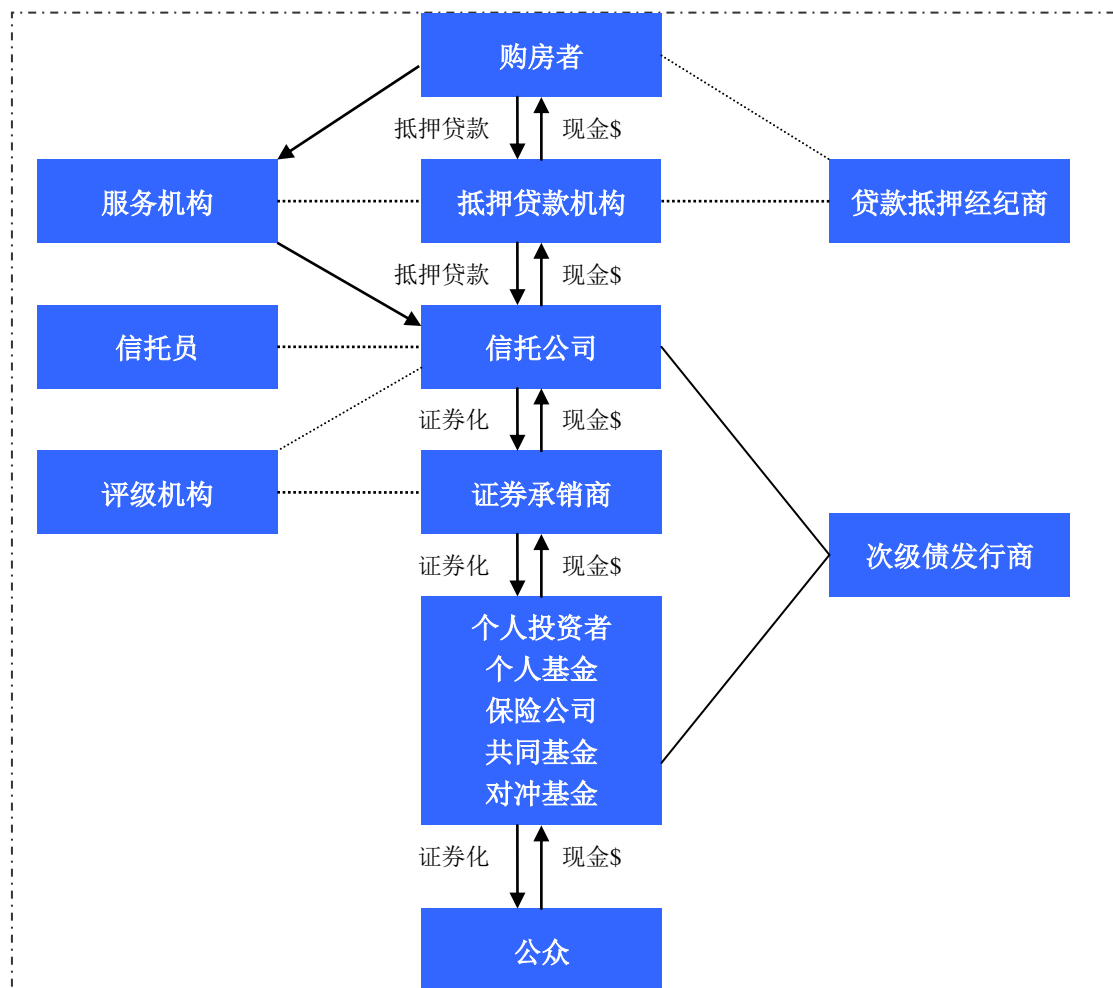 购房者
抵押贷款 现金$
服务机构 抵押贷款机构 贷款抵押经纪商
抵押贷款 现金$
信托员 信托公司
证券化 现金$
评级机构 证券承销商
次级债发行商
证券化 现金$
个人投资者
个人基金
保险公司
共同基金
对冲基金
证券化 现金$
公众